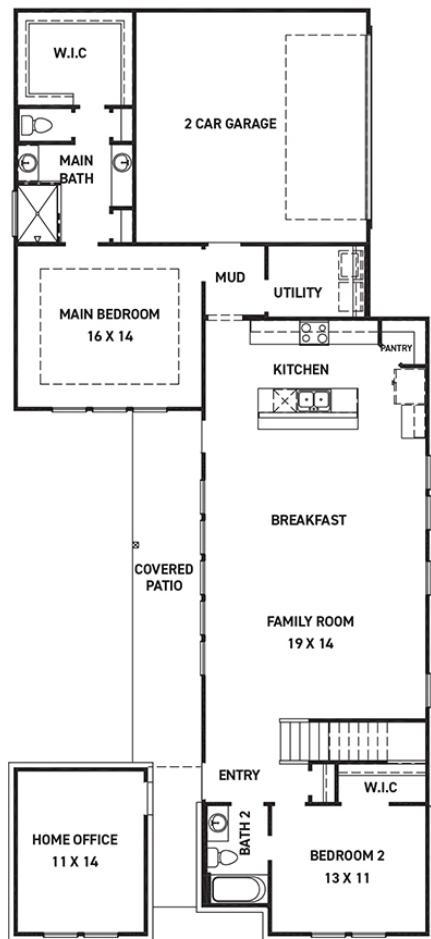 W.I.C
2 CAR GARAGE
MAIN
BATH
MUD
UTILITY
MAIN BEDROOM
16 X 14
PANTRY
KITCHEN
BREAKFAST
COVERED
PATIO
FAMILY ROOM
19 X 14
ENTRY
W.I.C
HOME OFFICE
11 X 14
BATH 2
BEDROOM 2
13 X 11